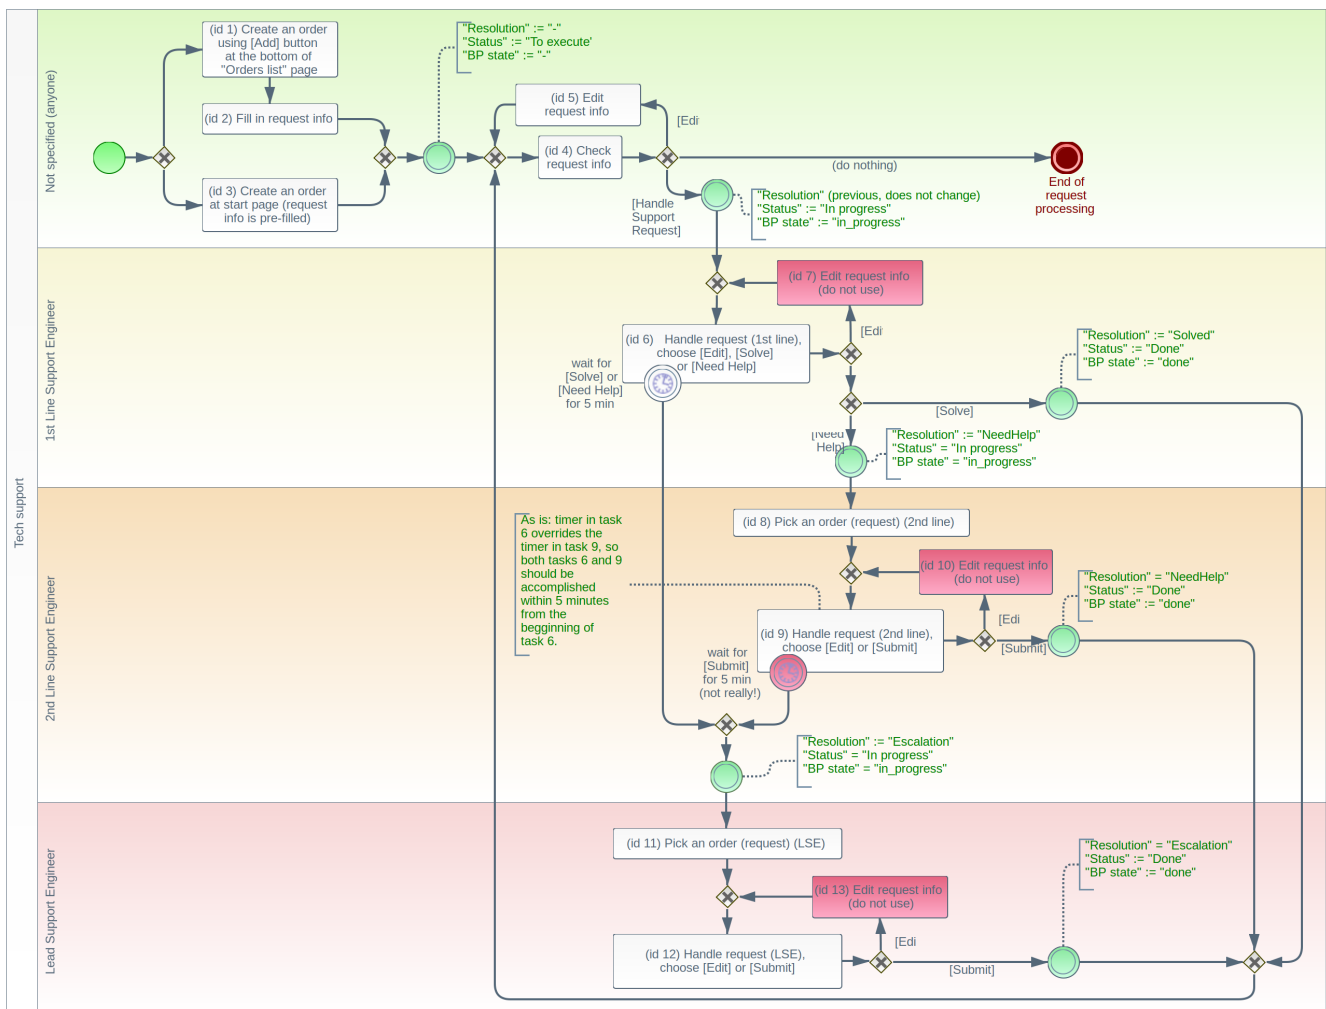 Tech support
Not specified (anyone)
(id 1) Create an order
using [Add] button
at the bottom of
"Orders list" page
(id 2) Fill in request info
(id 3) Create an order
at start page (request
info is pre-filled)
"Resolution" := "-"
"Status" := "To execute'
"BP state" := "-"
(id 5) Edit
request info
[Edi
(id 4) Check
request info
(do nothing)
End of
request
processing
[Handle
Support
Request]
"Resolution" (previous, does not change)
"Status" := "In progress"
"BP state" := "in_progress"
1st Line Support Engineer
(id 7) Edit request info
(do not use)
[Edi
(id 6) Handle request (1st line),
choose [Edit], [Solve]
or [Need Help]
wait for
[Solve] or
[Need Help]
for 5 min
"Resolution" := "Solved"
"Status" := "Done"
"BP state" := "done"
[Solve]
[Need
Help]
"Resolution" := "NeedHelp"
"Status" = "In progress"
"BP state" = "in_progress"
2nd Line Support Engineer
(id 8) Pick an order (request) (2nd line)
As is: timer in task
6 overrides the
timer in task 9, so
both tasks 6 and 9
should be
accomplished
within 5 minutes
from the
begginning of
task 6.
(id 10) Edit request info
(do not use)
[Edi
"Resolution" = "NeedHelp"
"Status" := "Done"
"BP state" := "done"
(id 9) Handle request (2nd line),
choose [Edit] or [Submit]
[Submit]
wait for
[Submit]
for 5 min
(not really!)
"Resolution" := "Escalation"
"Status" = "In progress"
"BP state" = "in_progress"
Lead Support Engineer
(id 11) Pick an order (request) (LSE)
(id 13) Edit request info
(do not use)
[Edi
"Resolution" = "Escalation"
"Status" := "Done"
"BP state" := "done"
(id 12) Handle request (LSE),
choose [Edit] or [Submit]
[Submit]